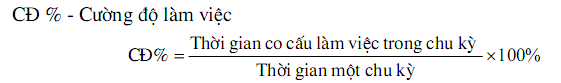 CĐ % - Cường độ làm việc
CĐ% = Thời gian co cấu làm việc trong chu kỳ / Thời gian một chu kỳ ×100%